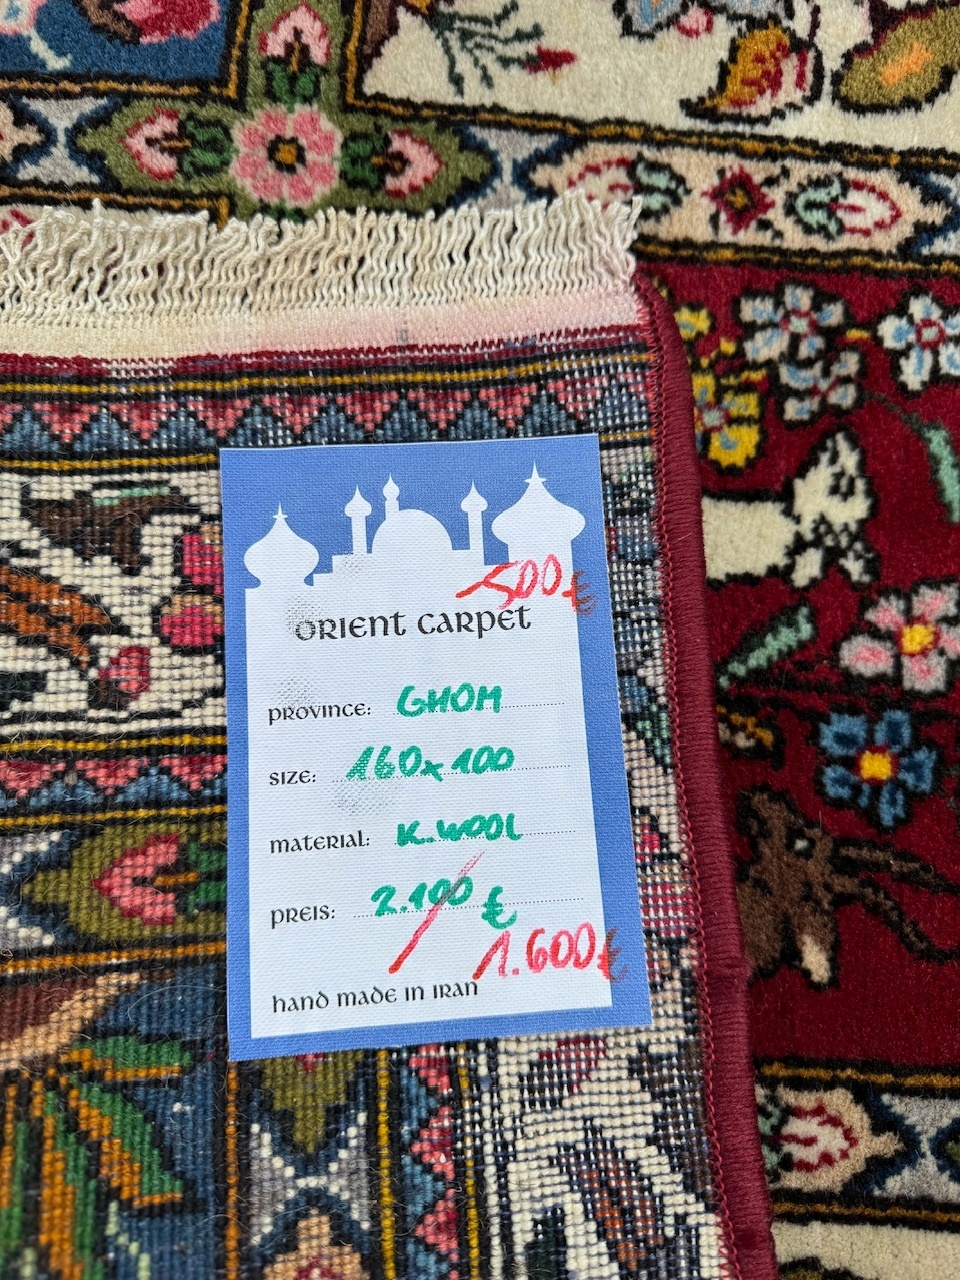 -500€
ORIENT CARPET
PROVINCE: GHOM
SIZE: 160x100
MATERIAL: K.WOOL
PREIS: 2.100 €
1.600€
HAND MADE IN IRAN